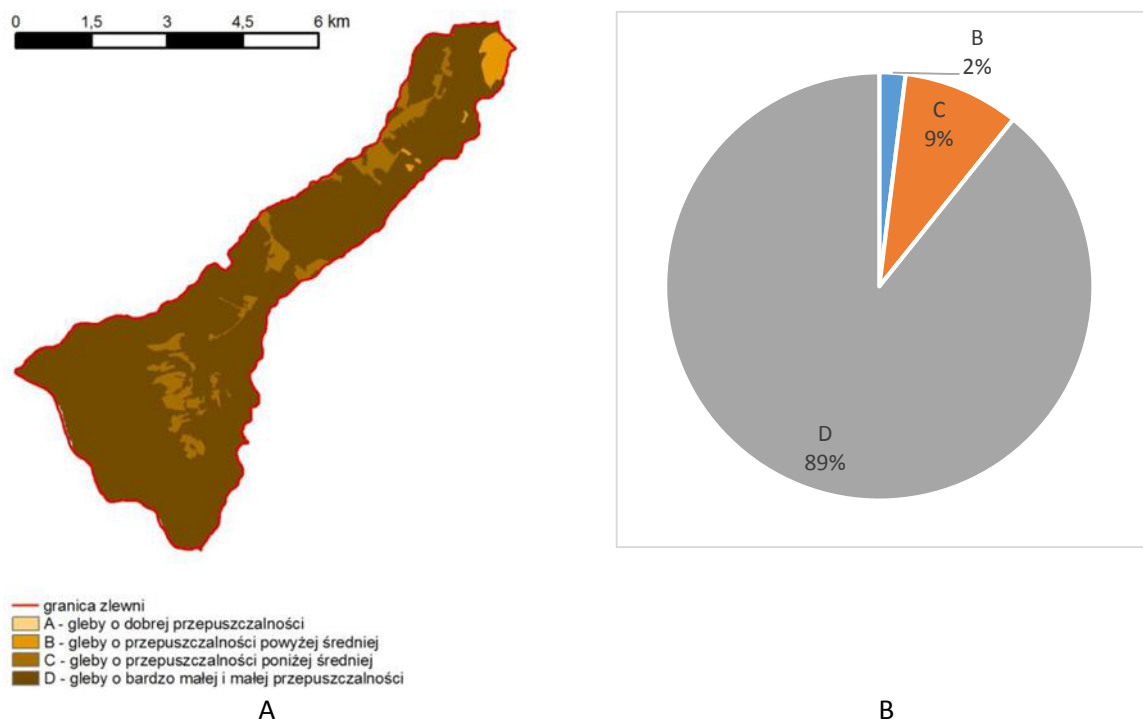 0 1,5 3 4,5 6 km
granica zlewni
A - gleby o dobrej przepuszczalności
B - gleby o przepuszczalności powyżej średniej
C - gleby o przepuszczalności poniżej średniej
D - gleby o bardzo małej i małej przepuszczalności
A
B
2%
C
9%
D
89%
B